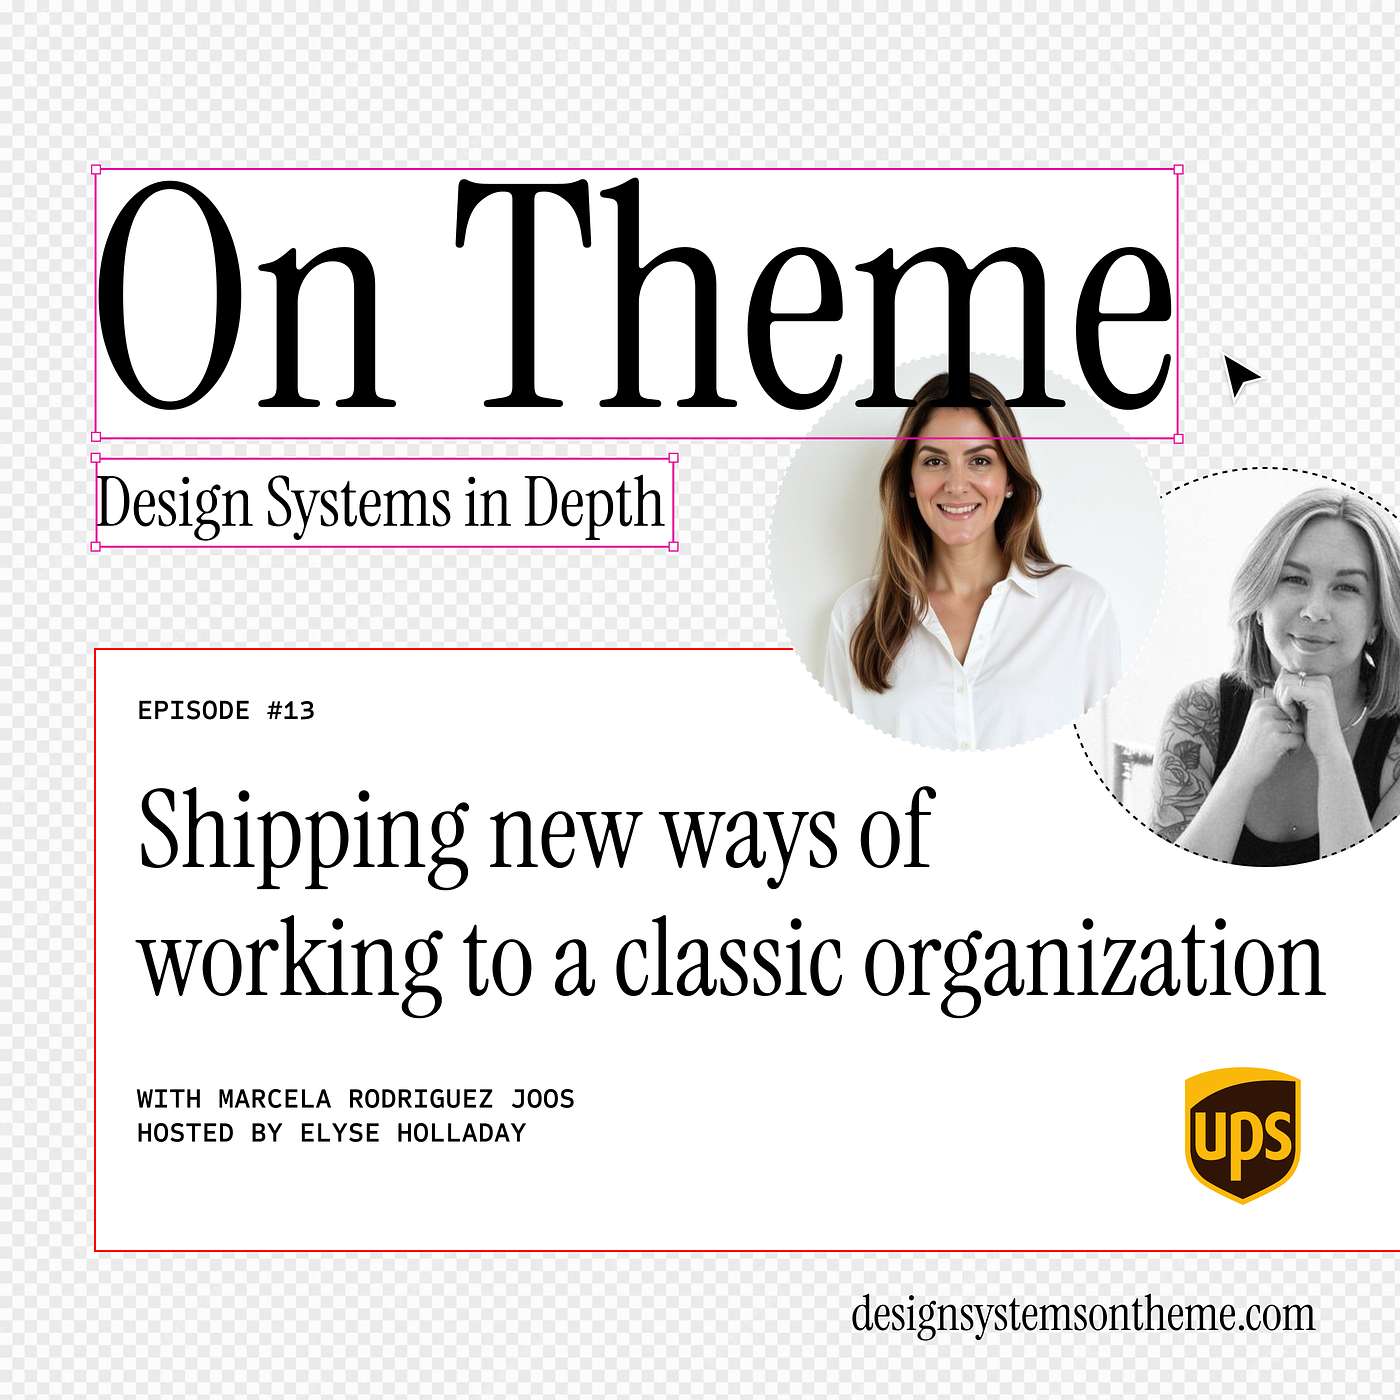 On Theme
Design Systems in Depth
EPISODE #13
Shipping new ways of
working to a classic organization
WITH MARCELA RODRIGUEZ JOOS
HOSTED BY ELYSE HOLLADAY
ups
designsystemsontheme.com